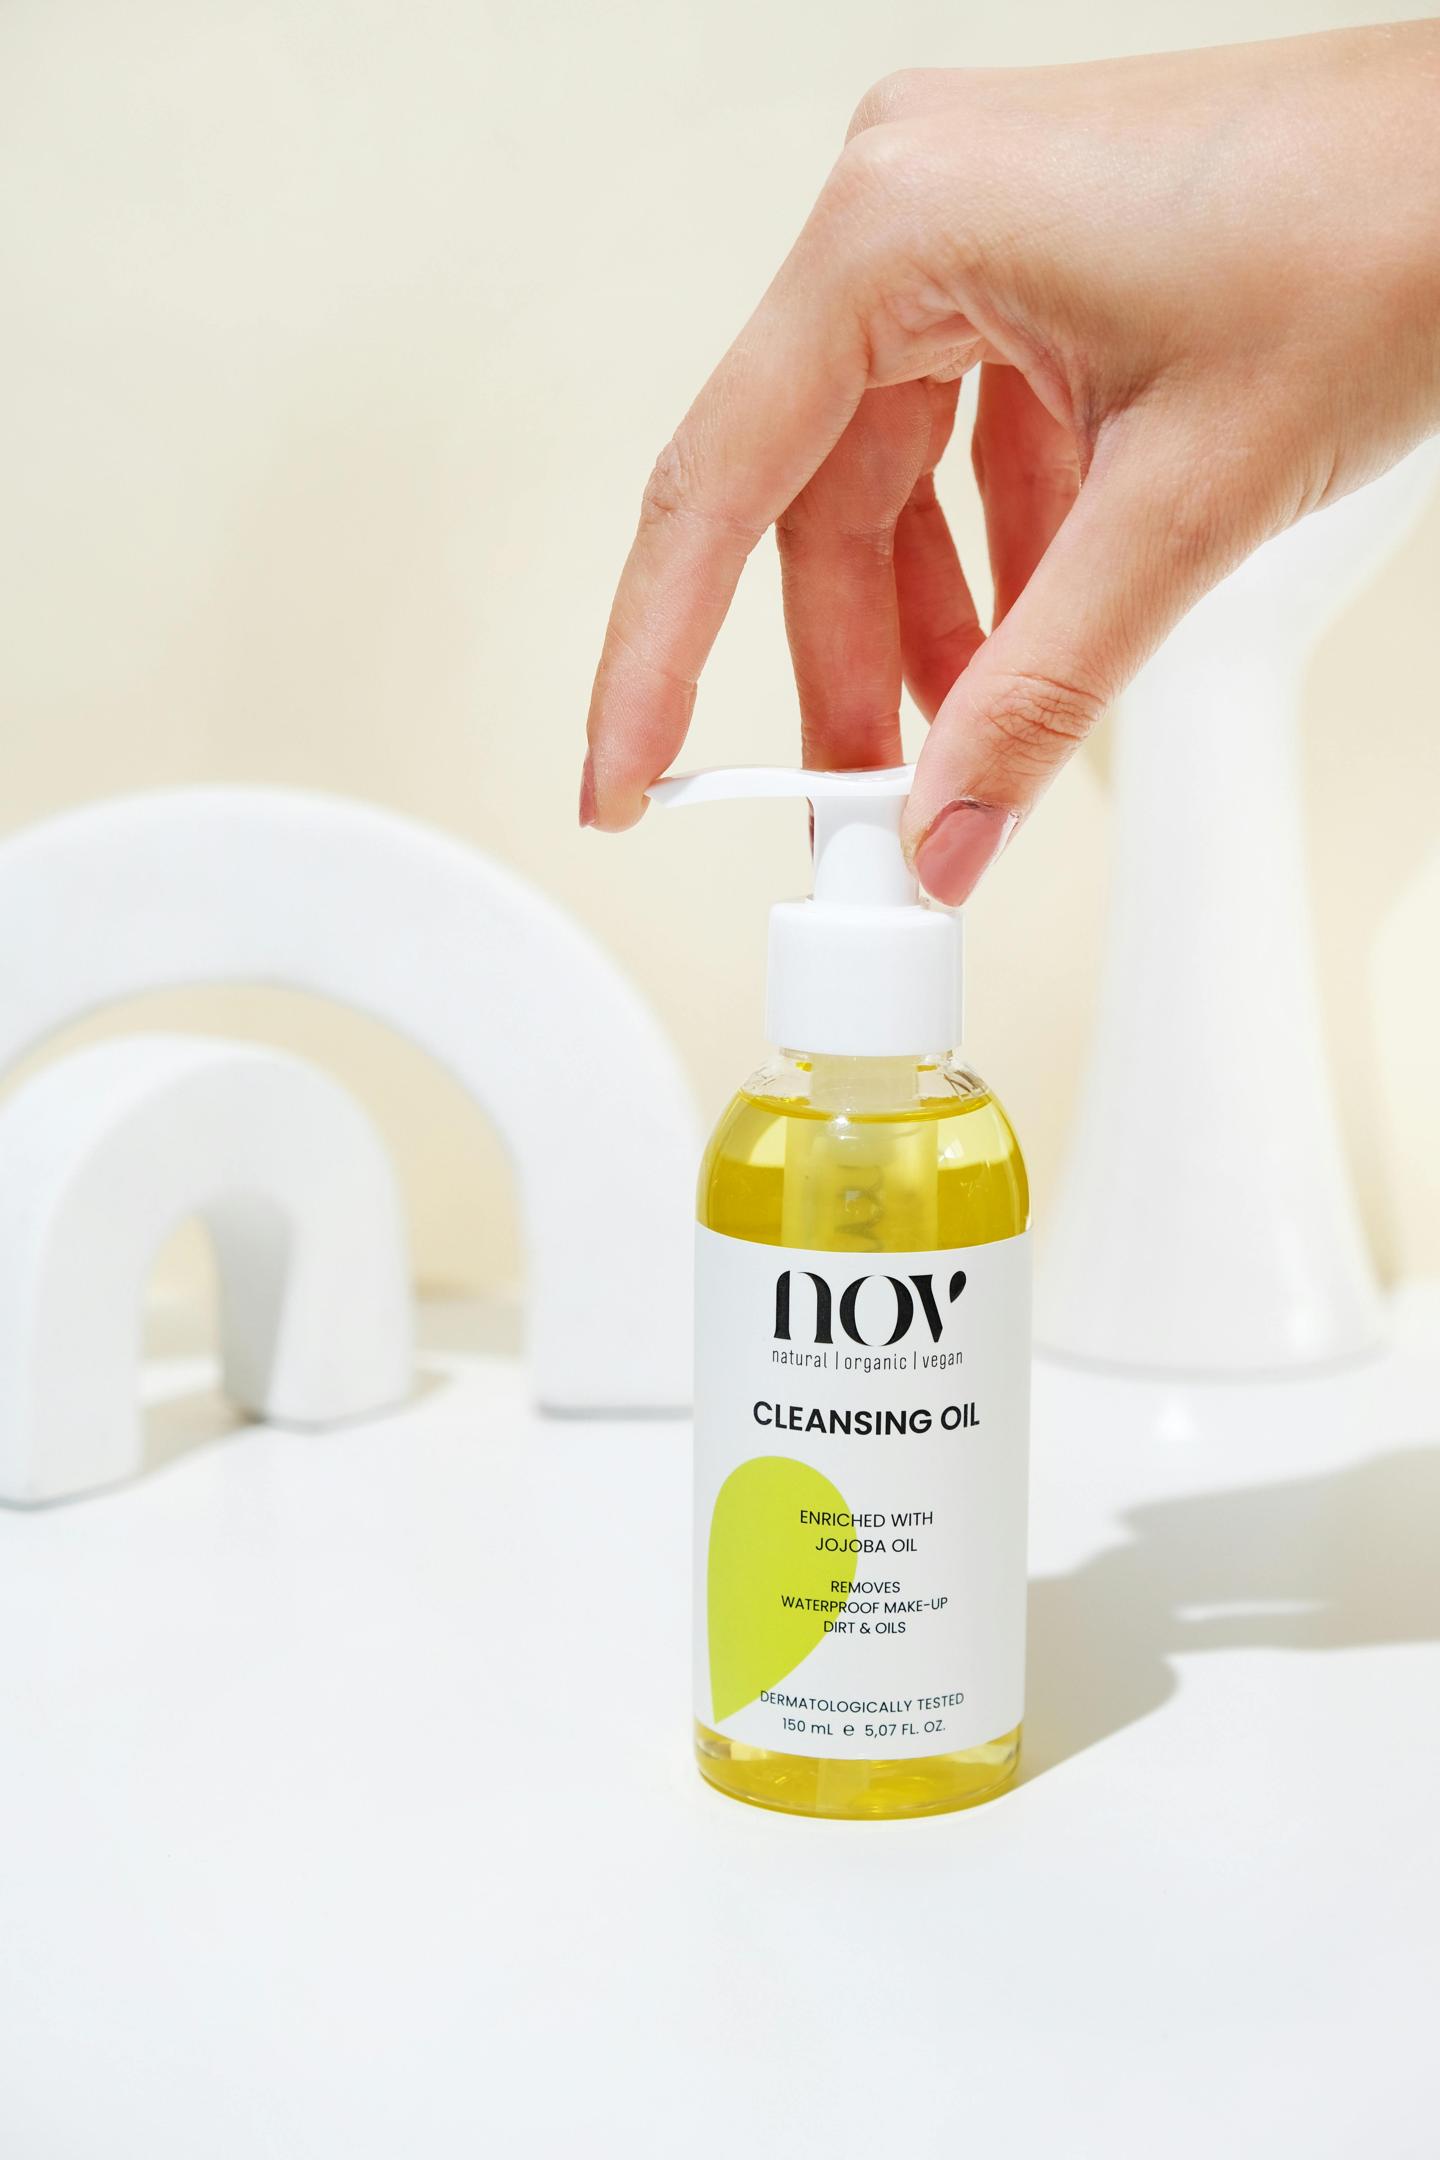 nov
natural | organic | vegan
CLEANSING OIL
ENRICHED WITH
JOJOBA OIL
REMOVES
WATERPROOF MAKE-UP
DIRT & OILS
DERMATOLOGICALLY TESTED
150 mL ℮ 5,07 FL. OZ.